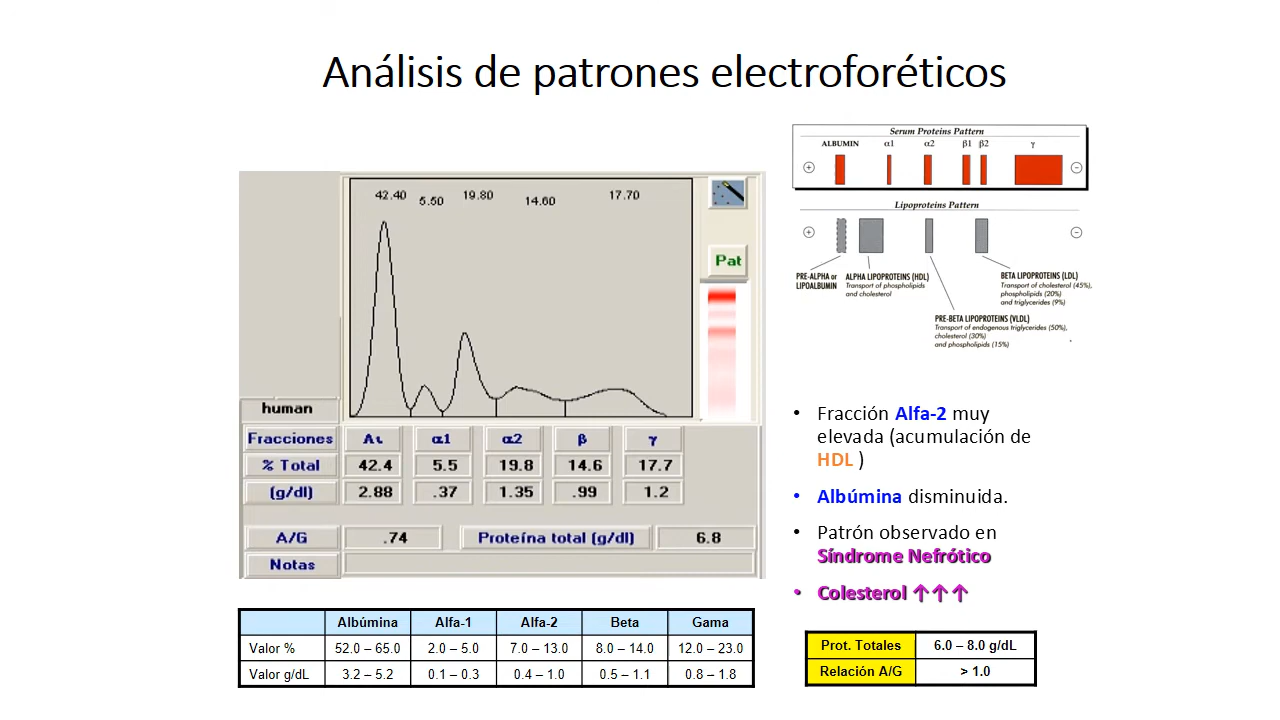 Análisis de patrones electroforéticos
42.40 5.50 19.80 14.60 17.70
Pat
human
Fracciones α1 α2 β γ
% Total 42.4 5.5 19.8 14.6 17.7
(g/dl) 2.88 .37 1.35 .99 1.2
A/G .74 Proteína total (g/dl) 6.8
Notas
Albúmina Alfa-1 Alfa-2 Beta Gama
Valor % 52.0 – 65.0 2.0 – 5.0 7.0 – 13.0 8.0 – 14.0 12.0 – 23.0
Valor g/dL 3.2 – 5.2 0.1 – 0.3 0.4 – 1.0 0.5 – 1.1 0.8 – 1.8
Serum Proteins Pattern
ALBUMIN α1 α2 β1 β2 γ
+ −
Lipoproteins Pattern
+ −
PRE-ALPHA or
LIPOALBUMIN
ALPHA LIPOPROTEINS (HDL)
Transport of phospholipids
and cholesterol
BETA LIPOPROTEINS (LDL)
Transport of cholesterol (45%),
phospholipids (20%)
and triglycerides (9%)
PRE-BETA LIPOPROTEINS (VLDL)
Transport of endogenous triglycerides (50%),
cholesterol (30%)
and phospholipids (15%)
• Fracción Alfa-2 muy
elevada (acumulación de
HDL )
• Albúmina disminuida.
• Patrón observado en
Síndrome Nefrótico
• Colesterol ↑↑↑
Prot. Totales 6.0 – 8.0 g/dL
Relación A/G > 1.0